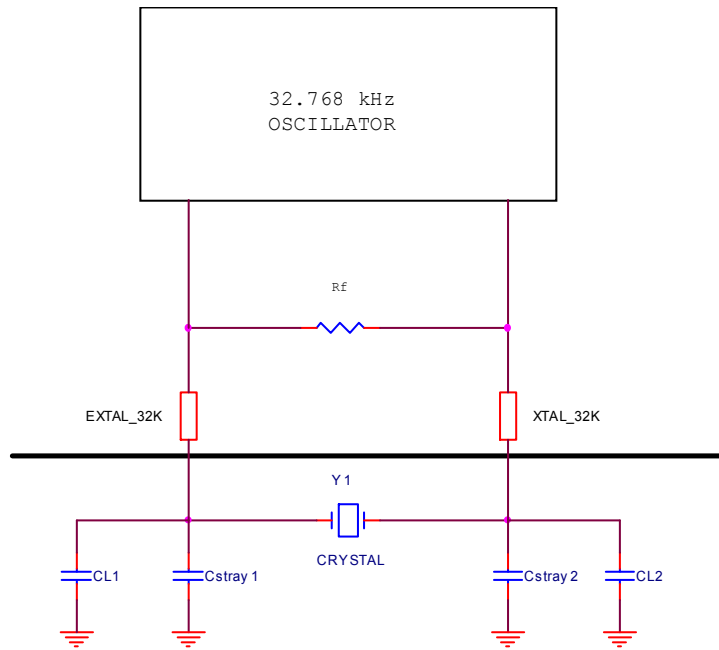 32.768 kHz
OSCILLATOR
Rf
EXTAL_32K
XTAL_32K
Y1
CRYSTAL
CL1
Cstray 1
Cstray 2
CL2